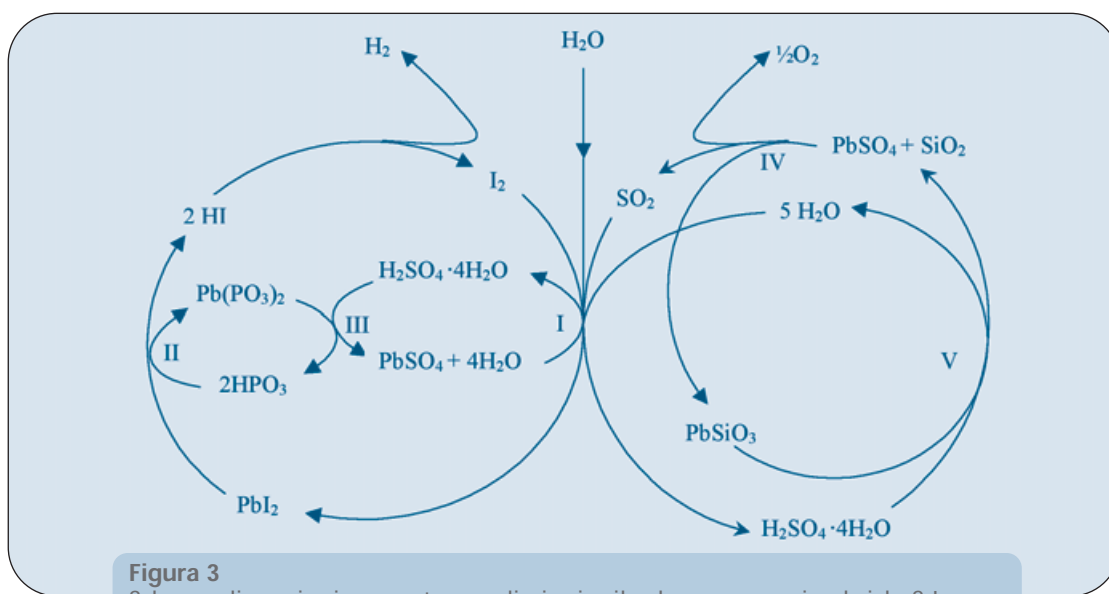 H₂
H₂O
½O₂
PbSO₄ + SiO₂
IV
I₂
SO₂
5 H₂O
2 HI
H₂SO₄·4H₂O
Pb(PO₃)₂
III
I
II
PbSO₄ + 4H₂O
V
2HPO₃
PbSiO₃
PbI₂
H₂SO₄·4H₂O
Figura 3